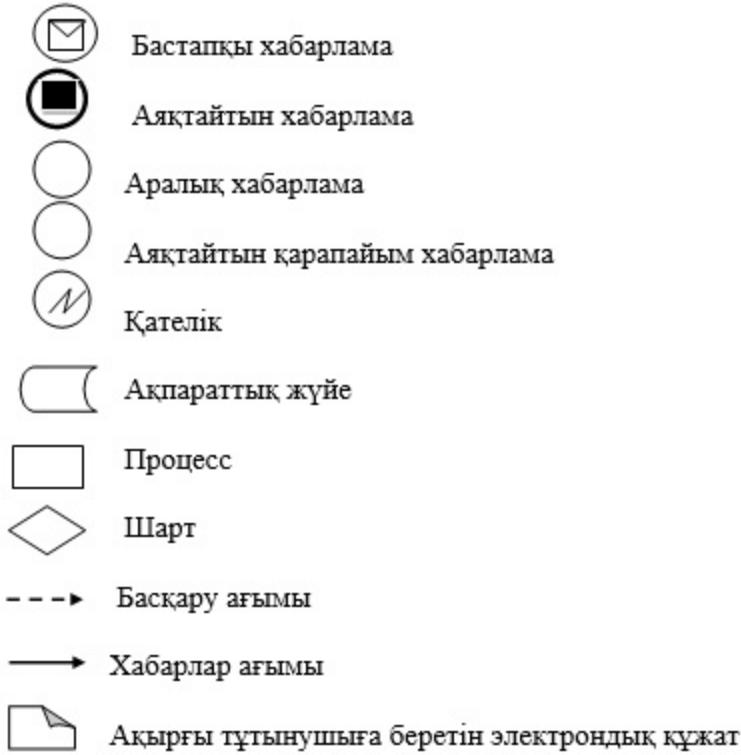 Бастапқы хабарлама
Аяқтайтын хабарлама
Аралық хабарлама
Аяқтайтын қарапайым хабарлама
Қателік
Ақпараттық жүйе
Процесс
Шарт
Басқару ағымы
Хабарлар ағымы
Ақырғы тұтынушыға беретін электрондық құжат